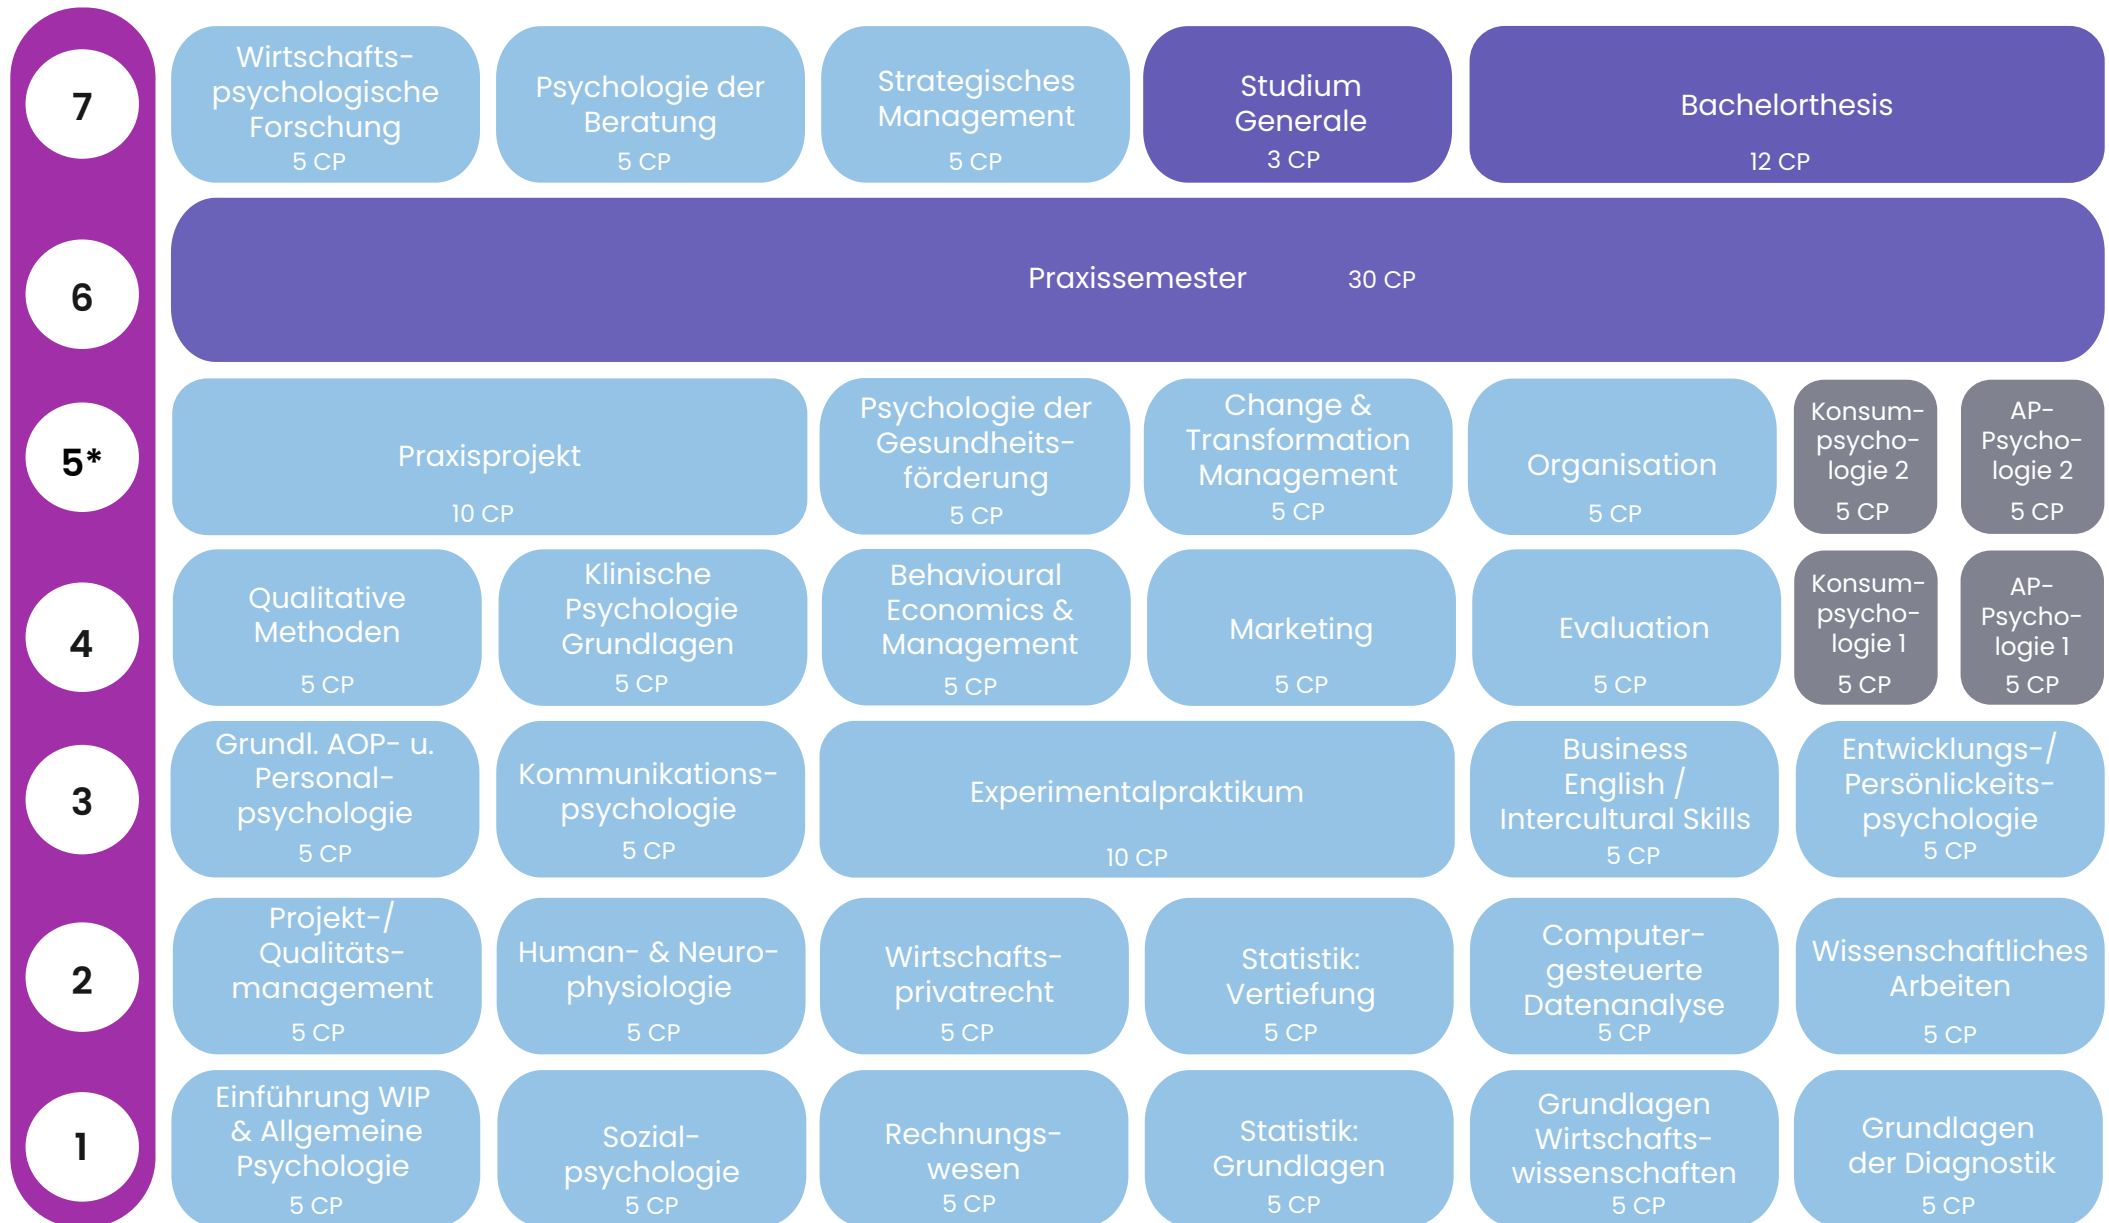 7
Wirtschafts-
psychologische
Forschung
5 CP
Psychologie der
Beratung
5 CP
Strategisches
Management
5 CP
Studium
Generale
3 CP
Bachelorthesis
12 CP
6
Praxissemester 30 CP
5*
Praxisprojekt
10 CP
Psychologie der
Gesundheits-
förderung
5 CP
Change &
Transformation
Management
5 CP
Organisation
5 CP
Konsum-
psycho-
logie 2
5 CP
AP-
Psycho-
logie 2
5 CP
4
Qualitative
Methoden
5 CP
Klinische
Psychologie
Grundlagen
5 CP
Behavioural
Economics &
Management
5 CP
Marketing
5 CP
Evaluation
5 CP
Konsum-
psycho-
logie 1
5 CP
AP-
Psycho-
logie 1
5 CP
3
Grundl. AOP- u.
Personal-
psychologie
5 CP
Kommunikations-
psychologie
5 CP
Experimentalpraktikum
10 CP
Business
English /
Intercultural Skills
5 CP
Entwicklungs-/
Persönlickeits-
psychologie
5 CP
2
Projekt-/
Qualitäts-
management
5 CP
Human- & Neuro-
physiologie
5 CP
Wirtschafts-
privatrecht
5 CP
Statistik:
Vertiefung
5 CP
Computer-
gesteuerte
Datenanalyse
5 CP
Wissenschaftliches
Arbeiten
5 CP
1
Einführung WIP
& Allgemeine
Psychologie
5 CP
Sozial-
psychologie
5 CP
Rechnungs-
wesen
5 CP
Statistik:
Grundlagen
5 CP
Grundlagen
Wirtschafts-
wissenschaften
5 CP
Grundlagen
der Diagnostik
5 CP